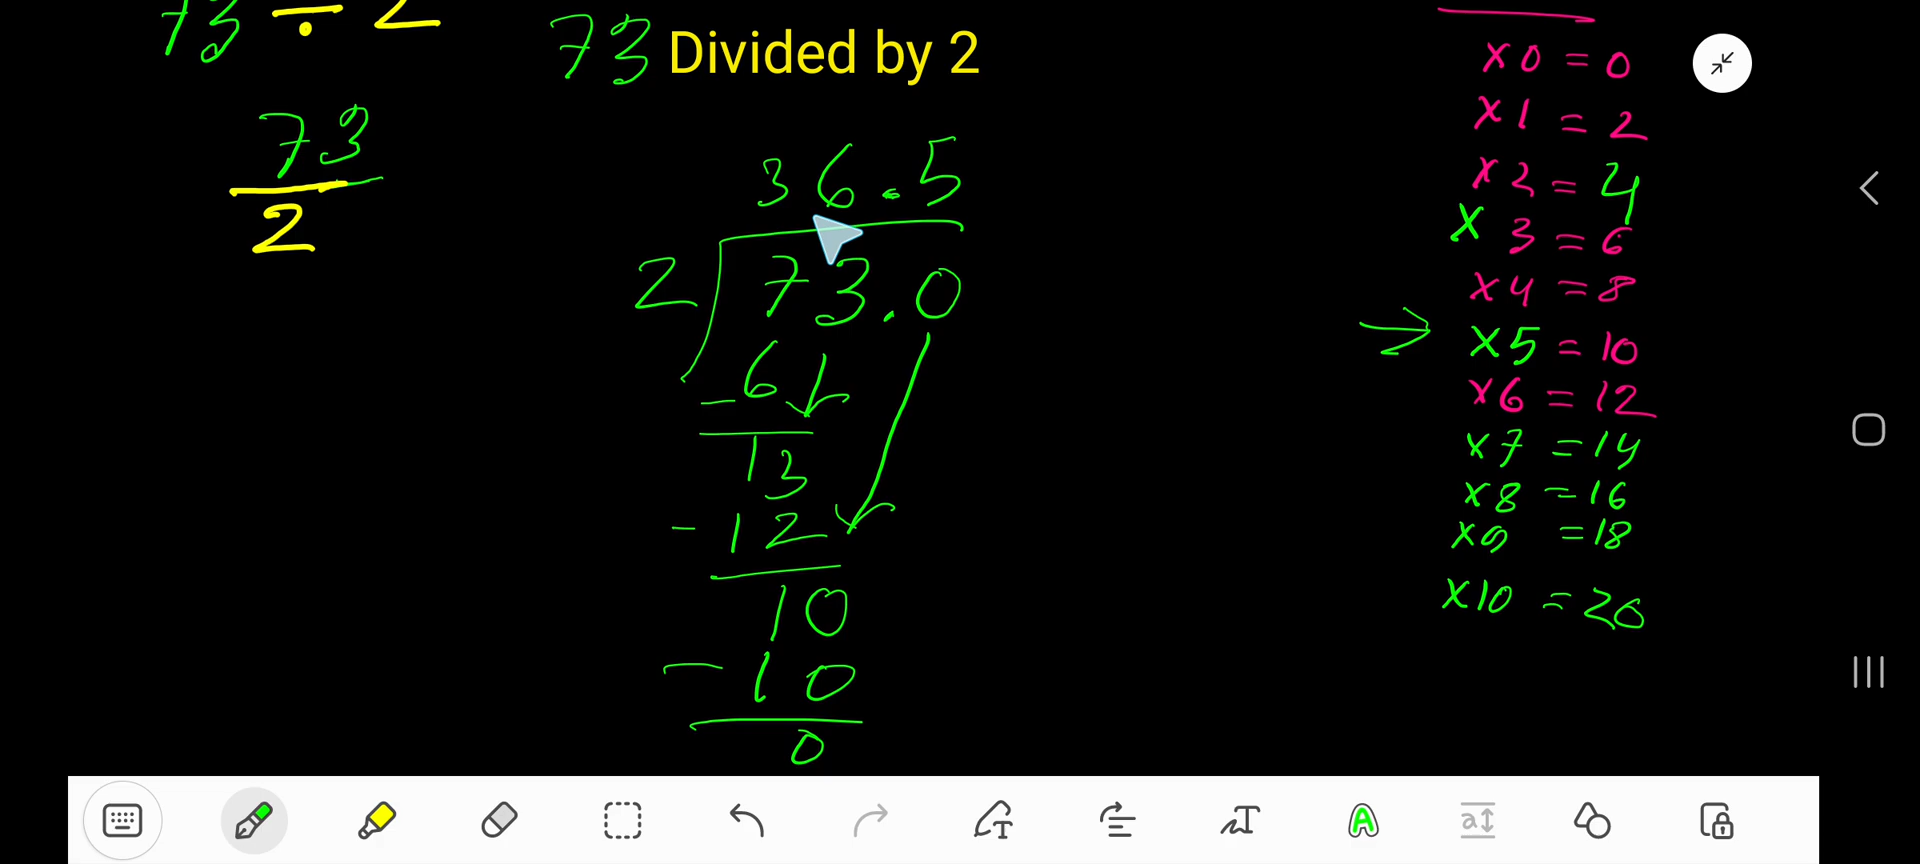 73 ÷ 2
73 Divided by 2
73
2
36.5
2 73.0
- 6
13
- 12
10
- 10
0
x0 = 0
x1 = 2
x2 = 4
x 3 = 6
x4 = 8
→ x5 = 10
x6 = 12
x7 = 14
x8 = 16
x9 = 18
x10 = 20
T
T
A
a